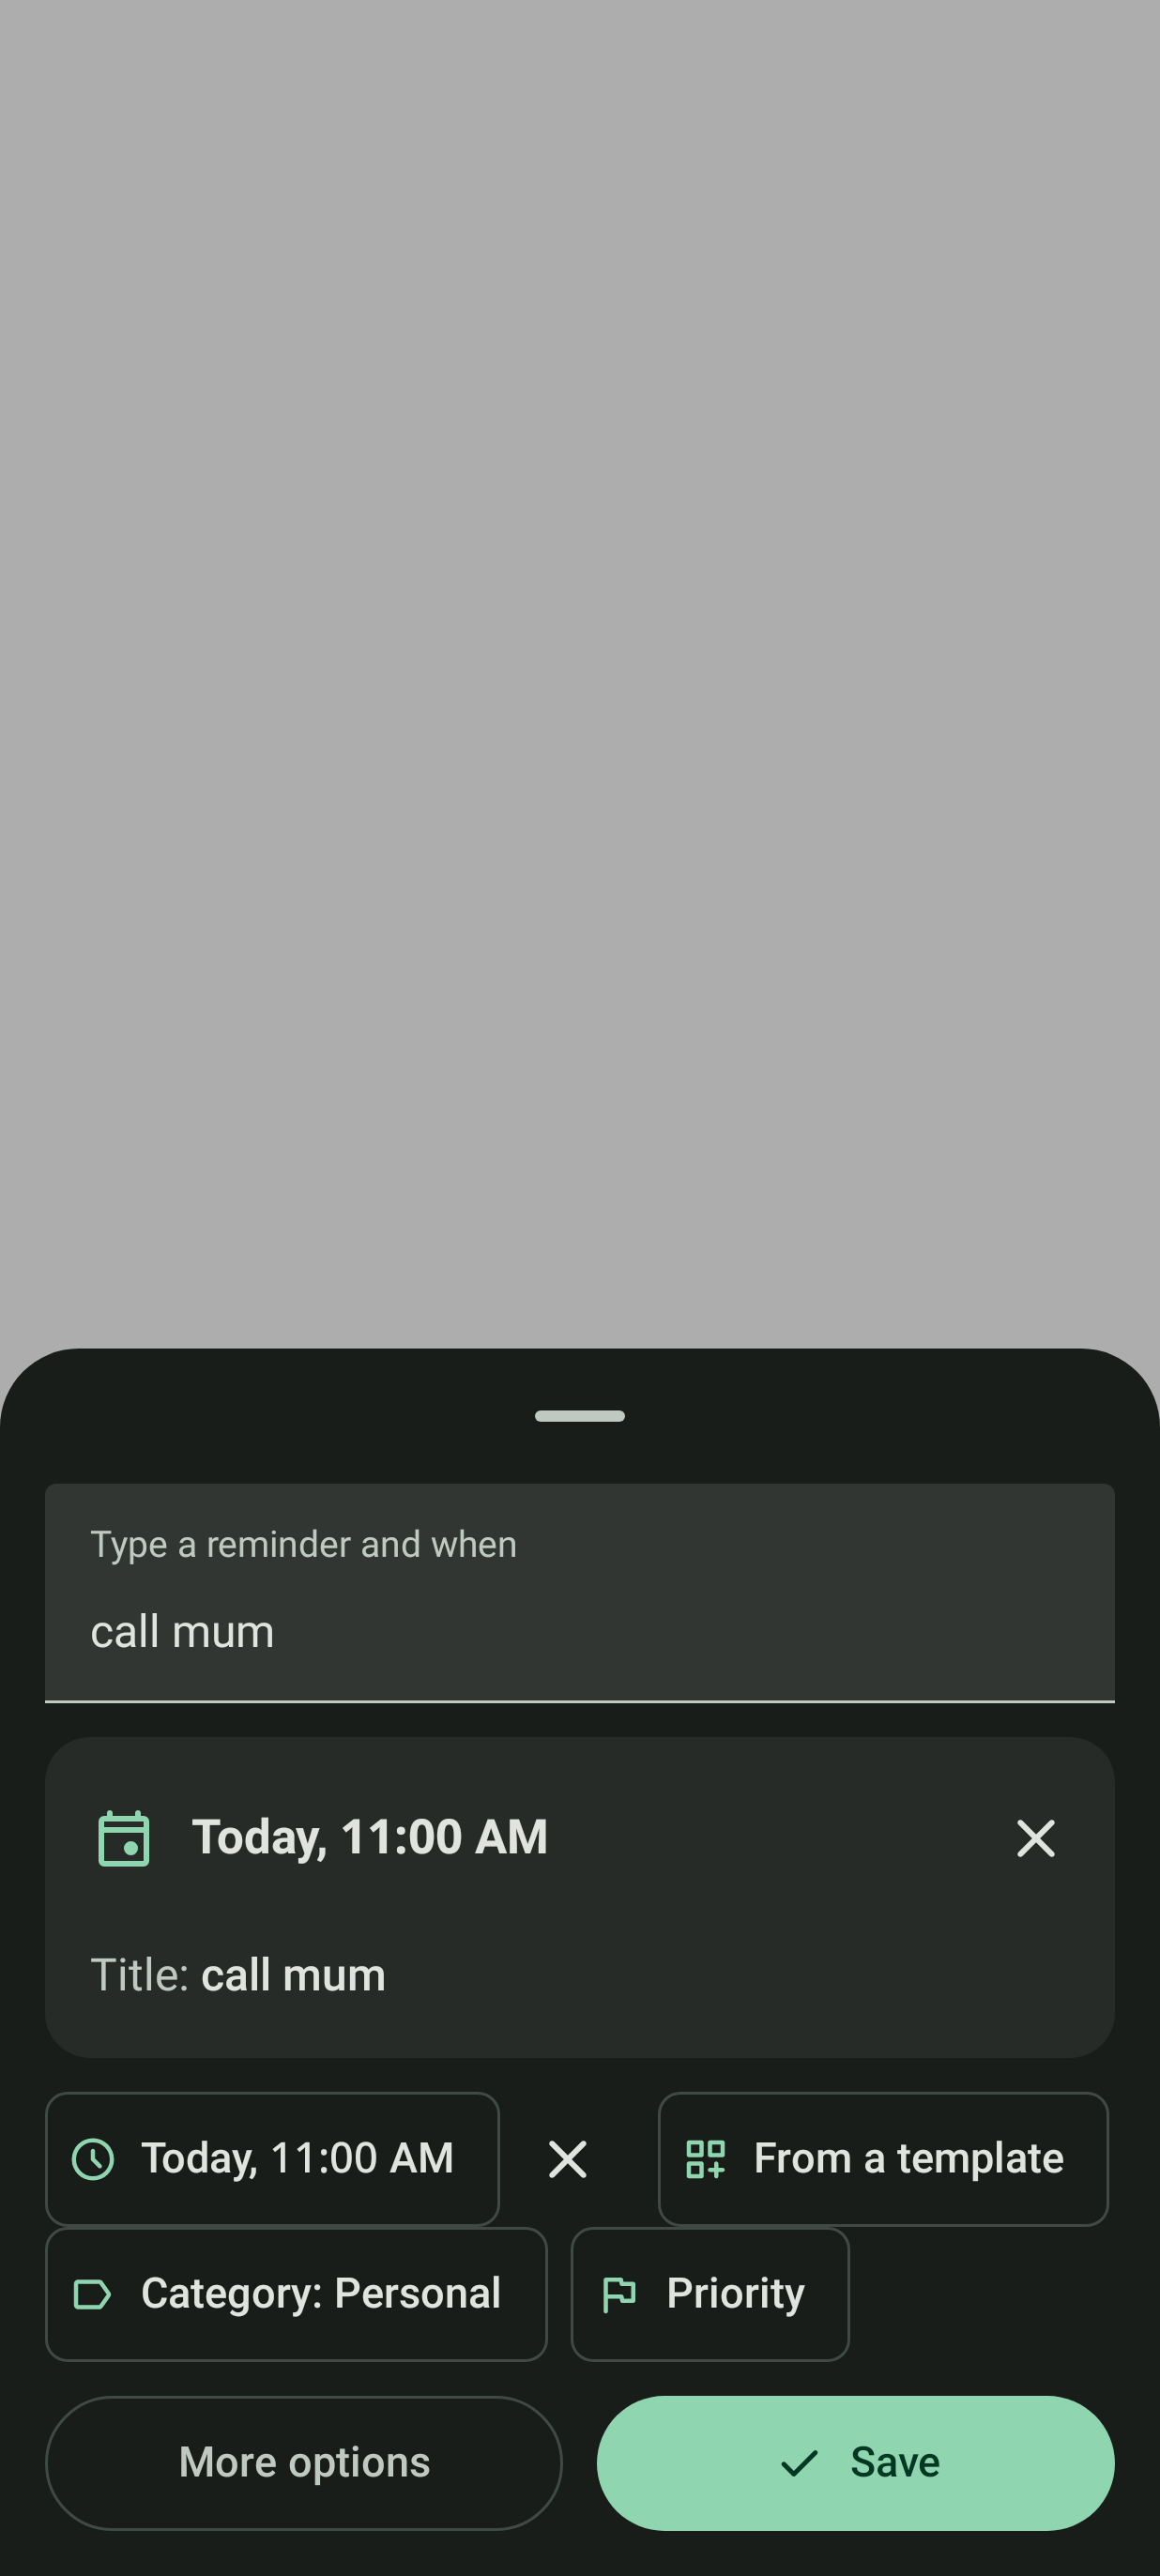 Type a reminder and when
call mum
Today, 11:00 AM
Title: call mum
Today, 11:00 AM
From a template
Category: Personal
Priority
More options
Save